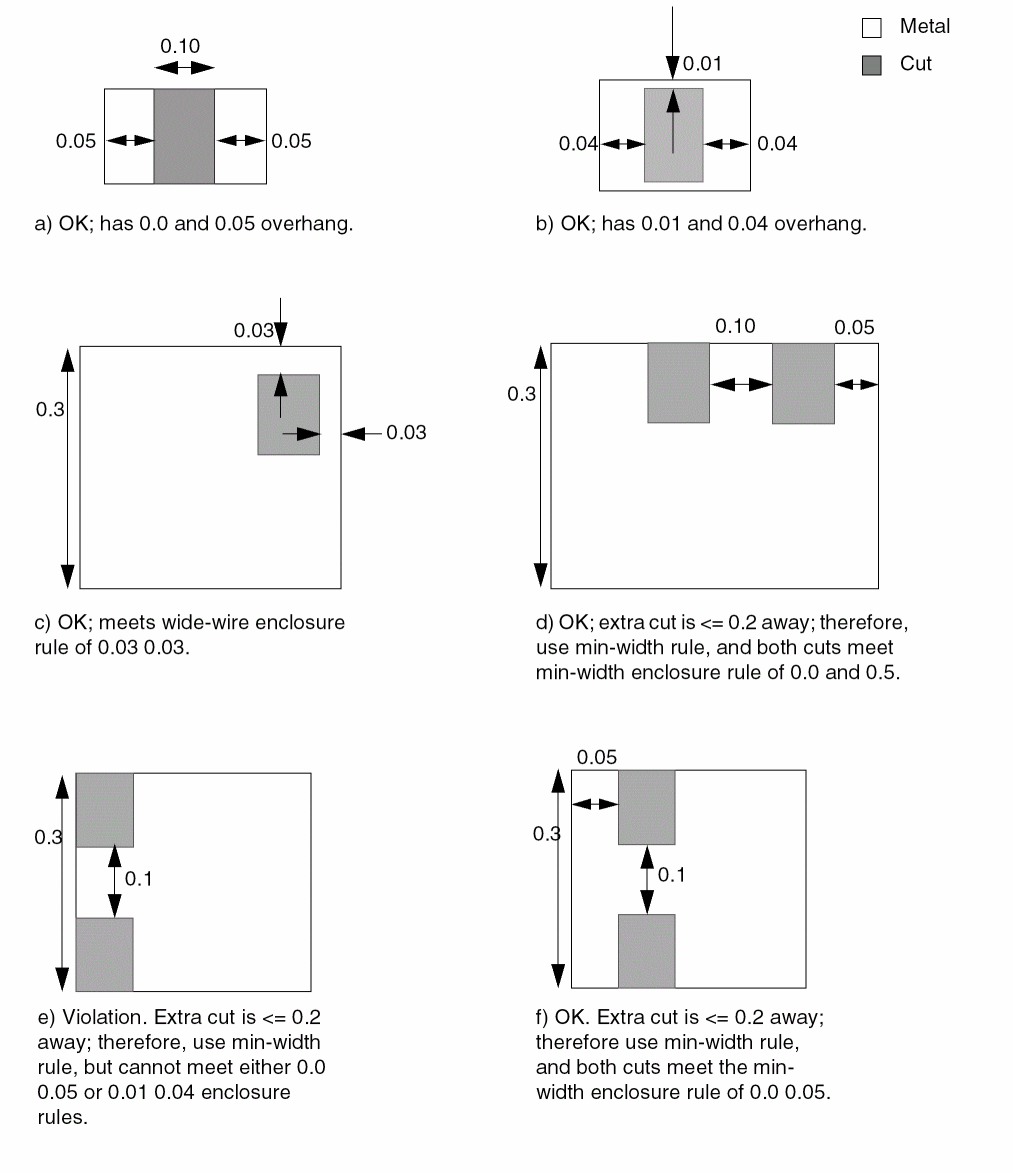 Metal
Cut
0.10
0.05
0.05
a) OK; has 0.0 and 0.05 overhang.
0.01
0.04
0.04
b) OK; has 0.01 and 0.04 overhang.
0.03
0.3
0.03
c) OK; meets wide-wire enclosure
rule of 0.03 0.03.
0.10
0.05
0.3
d) OK; extra cut is <= 0.2 away; therefore,
use min-width rule, and both cuts meet
min-width enclosure rule of 0.0 and 0.5.
0.3
0.1
e) Violation. Extra cut is <= 0.2
away; therefore, use min-width
rule, but cannot meet either 0.0
0.05 or 0.01 0.04 enclosure
rules.
0.05
0.3
0.1
f) OK. Extra cut is <= 0.2 away;
therefore use min-width rule,
and both cuts meet the min-
width enclosure rule of 0.0 0.05.